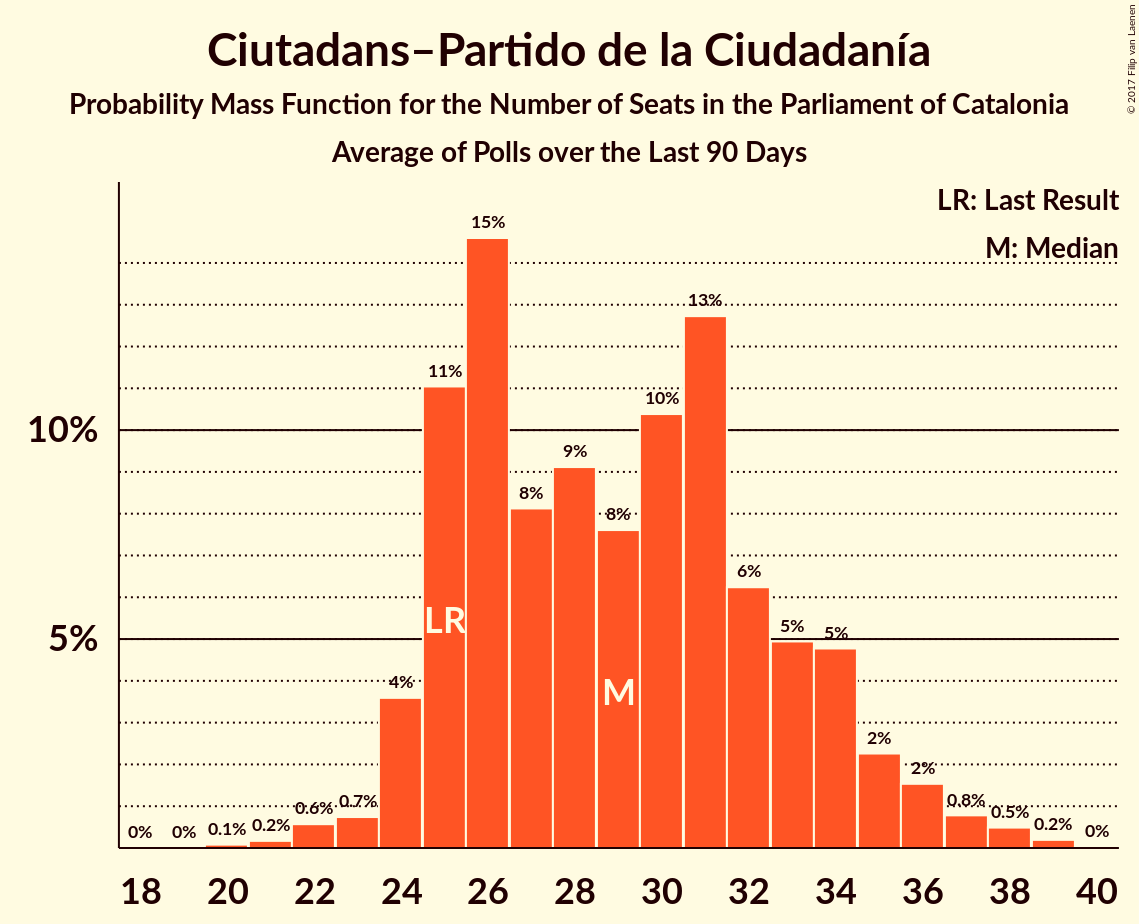 Ciutadans–Partido de la Ciudadanía
Probability Mass Function for the Number of Seats in the Parliament of Catalonia
Average of Polls over the Last 90 Days
© 2017 Filip van Laenen
LR: Last Result
M: Median
10%
5%
0%
0%
0.1%
0.2%
0.6%
0.7%
4%
11%
15%
8%
9%
8%
10%
13%
6%
5%
5%
2%
2%
0.8%
0.5%
0.2%
0%
LR
M
18 20 22 24 26 28 30 32 34 36 38 40